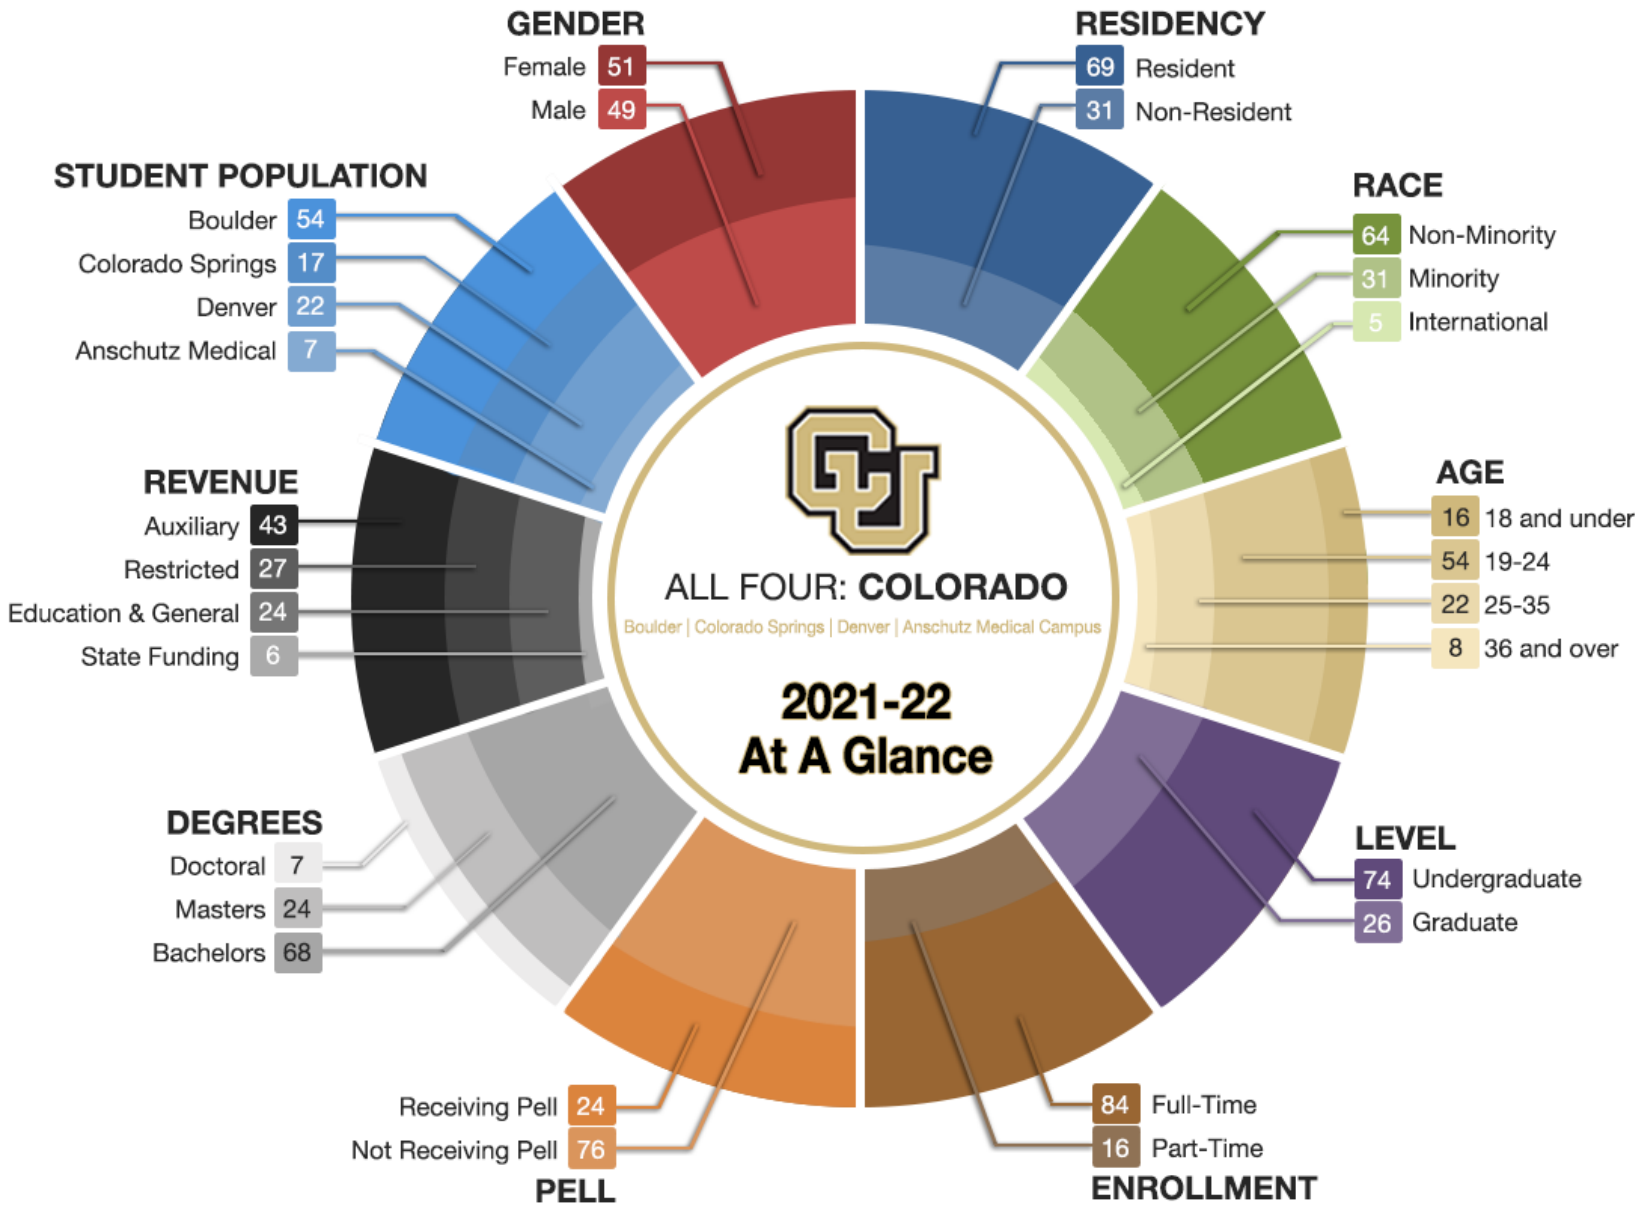 GENDER
Female 51
Male 49
RESIDENCY
69 Resident
31 Non-Resident
STUDENT POPULATION
Boulder 54
Colorado Springs 17
Denver 22
Anschutz Medical 7
RACE
64 Non-Minority
31 Minority
5 International
REVENUE
Auxiliary 43
Restricted 27
Education & General 24
State Funding 6
CU
ALL FOUR: COLORADO
Boulder | Colorado Springs | Denver | Anschutz Medical Campus
2021-22
At A Glance
AGE
16 18 and under
54 19-24
22 25-35
8 36 and over
DEGREES
Doctoral 7
Masters 24
Bachelors 68
LEVEL
74 Undergraduate
26 Graduate
Receiving Pell 24
Not Receiving Pell 76
PELL
84 Full-Time
16 Part-Time
ENROLLMENT